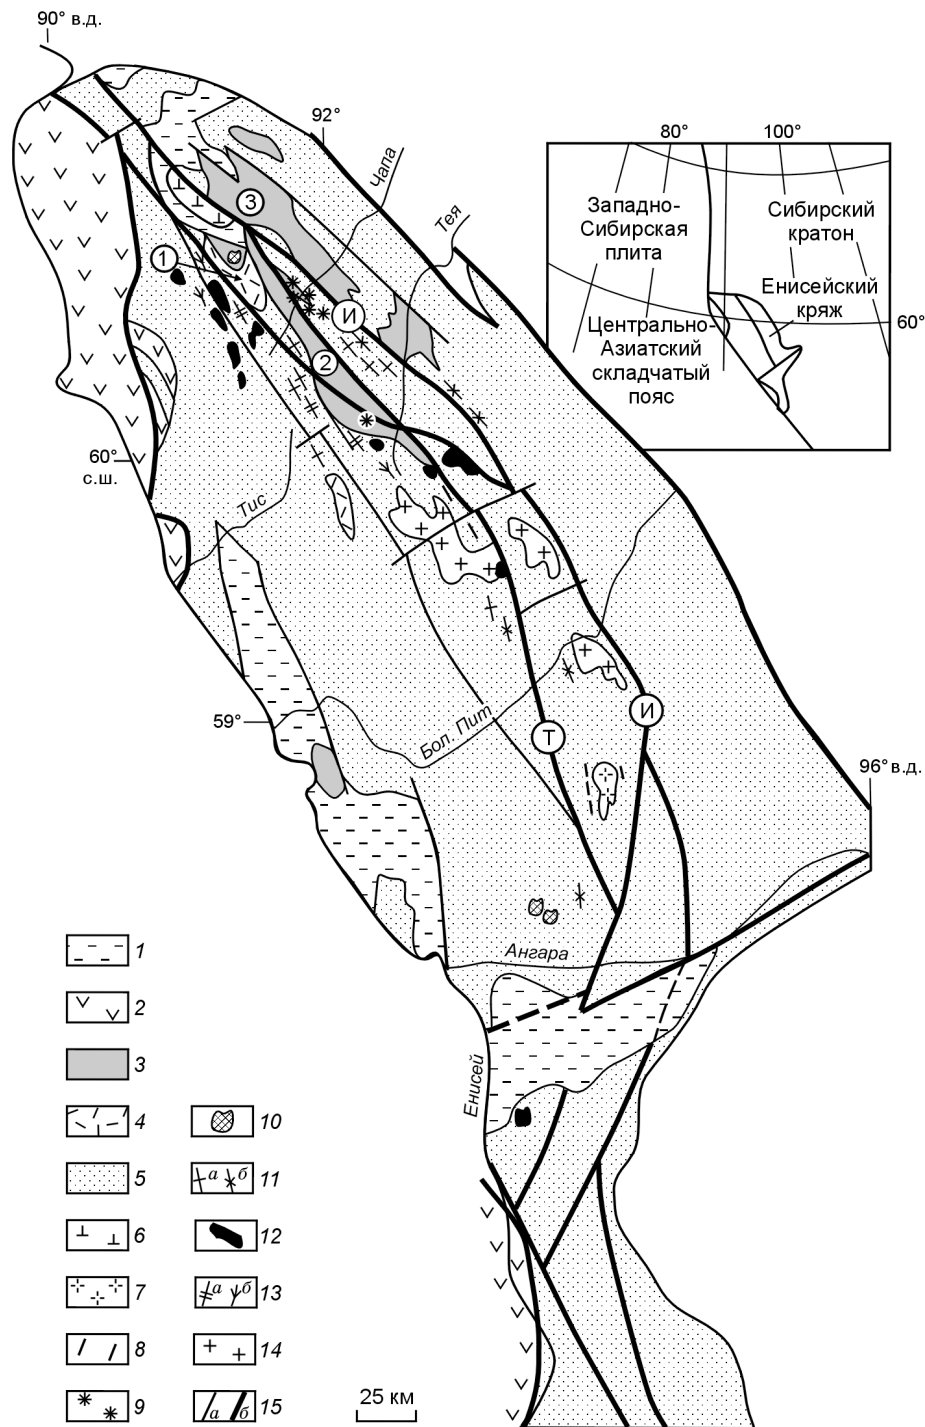 90° в.д.
92°
Чапа
Тея
80°
100°
Западно-
Сибирская
плита
Сибирский
кратон
Енисейский
кряж
60°
Центрально-
Азиатский
складчатый
пояс
3
1
И
2
60°
с.ш.
Тис
59°
Бол. Пит
Т
И
96° в.д.
Ангара
Енисей
1
2
3
4
10
5
а б
11
6
12
7
а б
13
8
14
9
а б
15
25 км